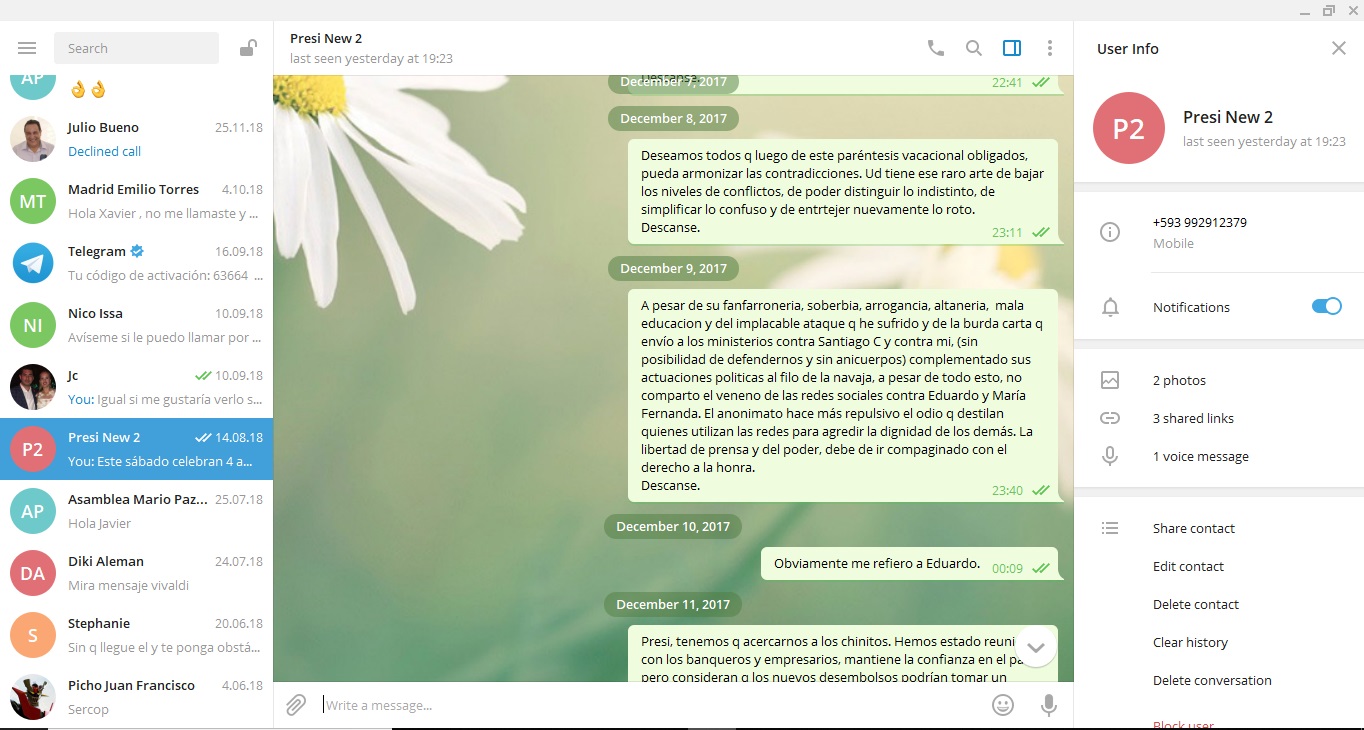 Search
AP
👌👌
Julio Bueno
25.11.18
Declined call
MT
Madrid Emilio Torres
4.10.18
Hola Xavier , no me llamaste y ...
Telegram
16.09.18
Tu código de activación: 63664 ...
NI
Nico Issa
10.09.18
Avíseme si le puedo llamar por ...
Jc
10.09.18
You: Igual si me gustaría verlo s...
P2
Presi New 2
14.08.18
You: Este sábado celebran 4 a...
AP
Asamblea Mario Paz...
25.07.18
Hola Javier
DA
Diki Aleman
24.07.18
Mira mensaje vivaldi
S
Stephanie
20.06.18
Sin q llegue el y te ponga obstá...
Picho Juan Francisco
4.06.18
Sercop
Presi New 2
last seen yesterday at 19:23
Descanse.
December 7, 2017
22:41
December 8, 2017
Deseamos todos q luego de este paréntesis vacacional obligados,
pueda armonizar las contradicciones. Ud tiene ese raro arte de bajar
los niveles de conflictos, de poder distinguir lo indistinto, de
simplificar lo confuso y de entrtejer nuevamente lo roto.
Descanse.
23:11
December 9, 2017
A pesar de su fanfarroneria, soberbia, arrogancia, altaneria, mala
educacion y del implacable ataque q he sufrido y de la burda carta q
envío a los ministerios contra Santiago C y contra mi, (sin
posibilidad de defendernos y sin anicuerpos) complementado sus
actuaciones politicas al filo de la navaja, a pesar de todo esto, no
comparto el veneno de las redes sociales contra Eduardo y María
Fernanda. El anonimato hace más repulsivo el odio q destilan
quienes utilizan las redes para agredir la dignidad de los demás. La
libertad de prensa y del poder, debe de ir compaginado con el
derecho a la honra.
Descanse.
23:40
December 10, 2017
Obviamente me refiero a Eduardo.
00:09
December 11, 2017
Presi, tenemos q acercarnos a los chinitos. Hemos estado reuni
con los banqueros y empresarios, mantiene la confianza en el pa
pero consideran q los nuevos desembolsos podrían tomar un
Write a message...
User Info
P2
Presi New 2
last seen yesterday at 19:23
+593 992912379
Mobile
Notifications
2 photos
3 shared links
1 voice message
Share contact
Edit contact
Delete contact
Clear history
Delete conversation
Block user